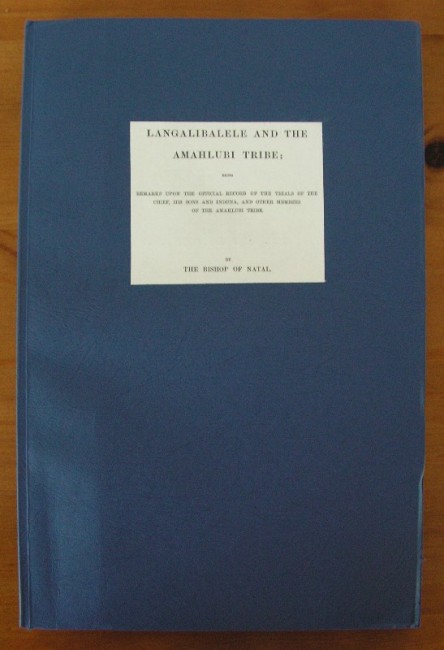 LANGALIBALELE AND THE
AMAHLUBI TRIBE;
BEING
REMARKS UPON THE OFFICIAL RECORD OF THE TRIALS OF THE
CHIEF, HIS SONS AND INDUNA, AND OTHER MEMBERS
OF THE AMAHLUBI TRIBE.
BY
THE BISHOP OF NATAL.